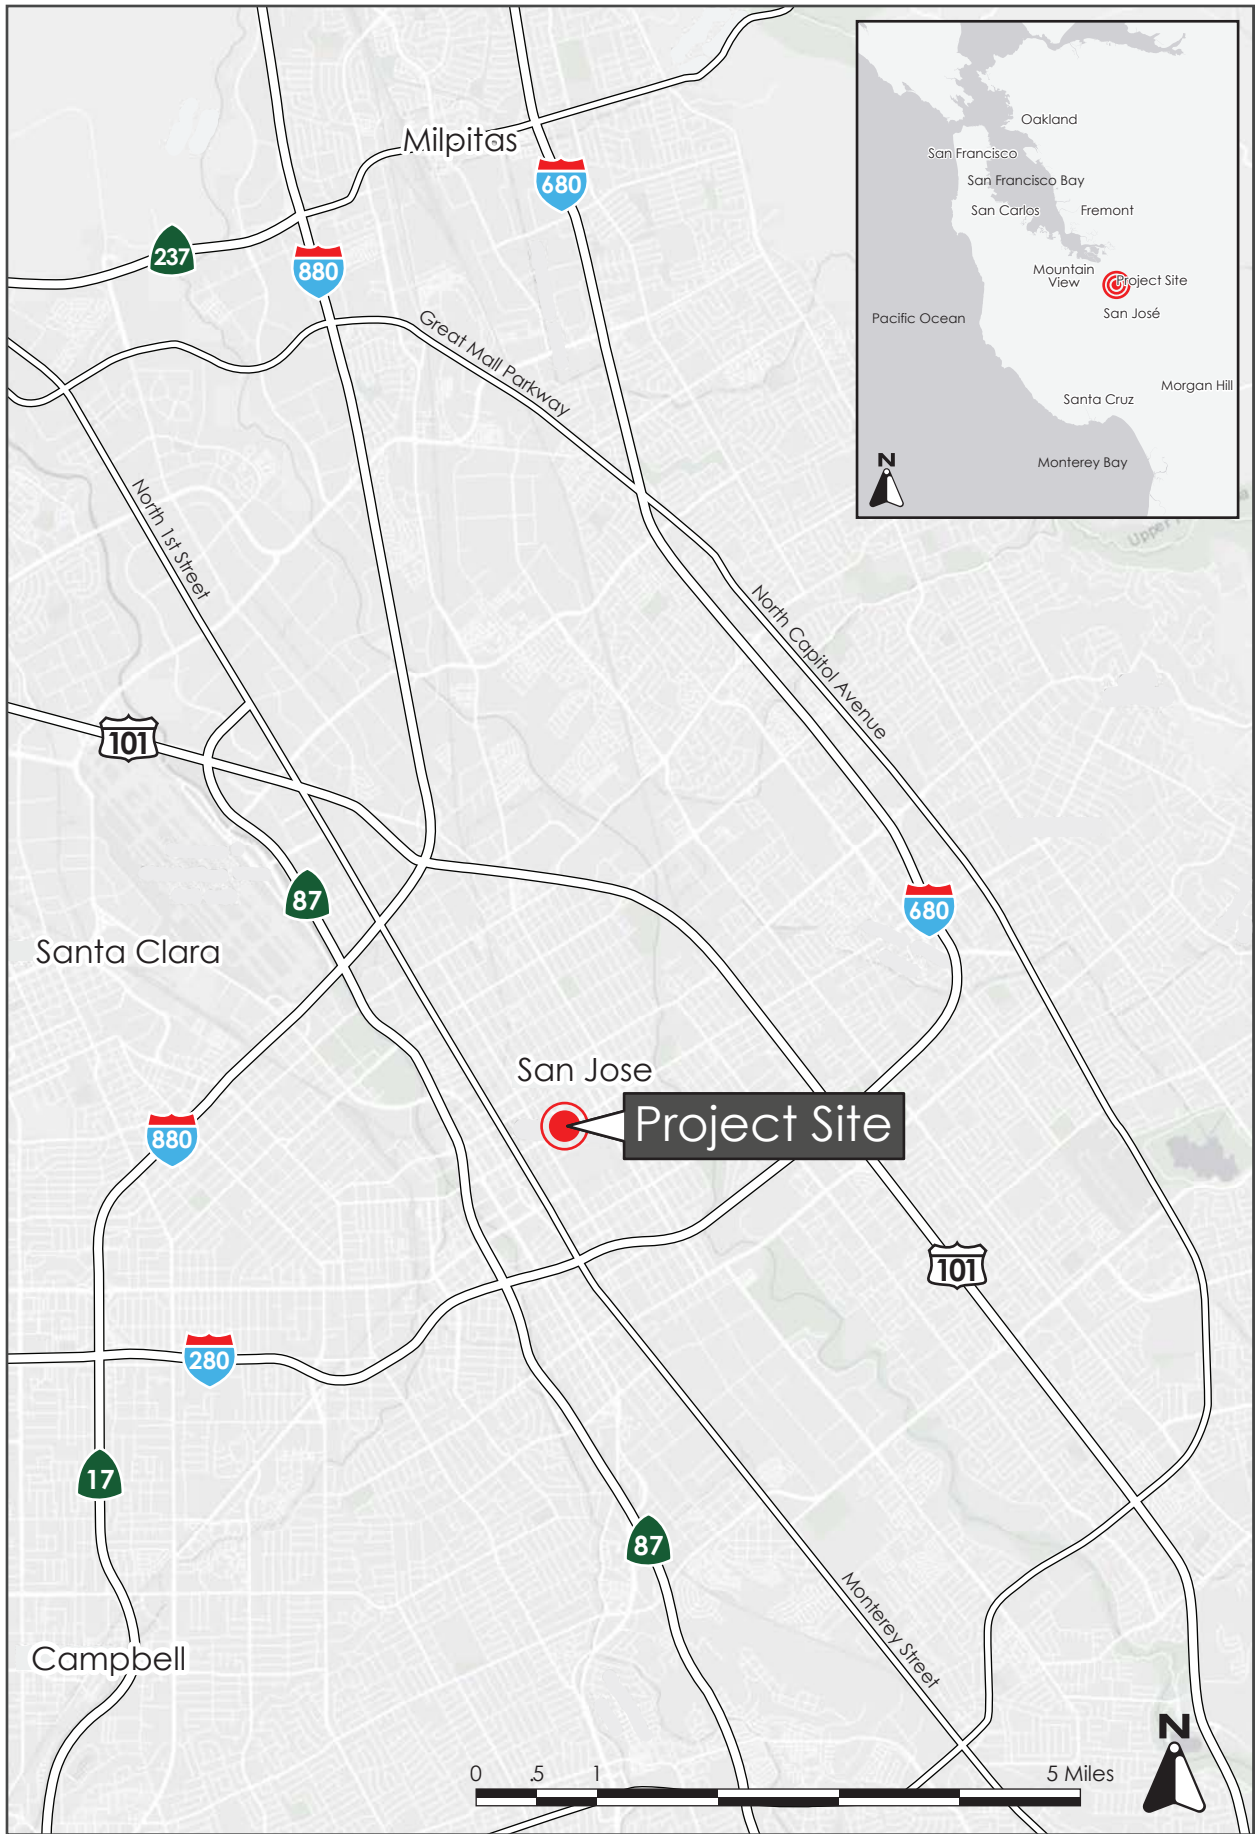 Milpitas
680
237
880
Great Mall Parkway
North 1st Street
North Capitol Avenue
101
87
680
Santa Clara
San Jose
Project Site
880
101
280
17
87
Monterey Street
Campbell
0 .5 1 5 Miles
N
Oakland
San Francisco
San Francisco Bay
San Carlos
Fremont
Mountain
View
Project Site
San José
Pacific Ocean
Morgan Hill
Santa Cruz
Monterey Bay
N
Upper